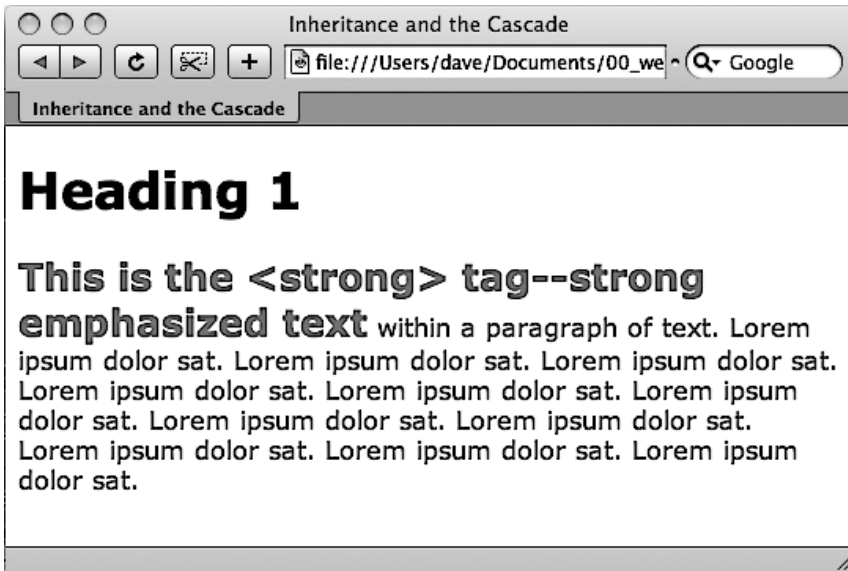 Inheritance and the Cascade
file:///Users/dave/Documents/00_we
Google
Inheritance and the Cascade
Heading 1
This is the <strong> tag--strong
emphasized text within a paragraph of text. Lorem
ipsum dolor sat. Lorem ipsum dolor sat. Lorem ipsum dolor sat.
Lorem ipsum dolor sat. Lorem ipsum dolor sat. Lorem ipsum
dolor sat. Lorem ipsum dolor sat. Lorem ipsum dolor sat.
Lorem ipsum dolor sat. Lorem ipsum dolor sat. Lorem ipsum
dolor sat.